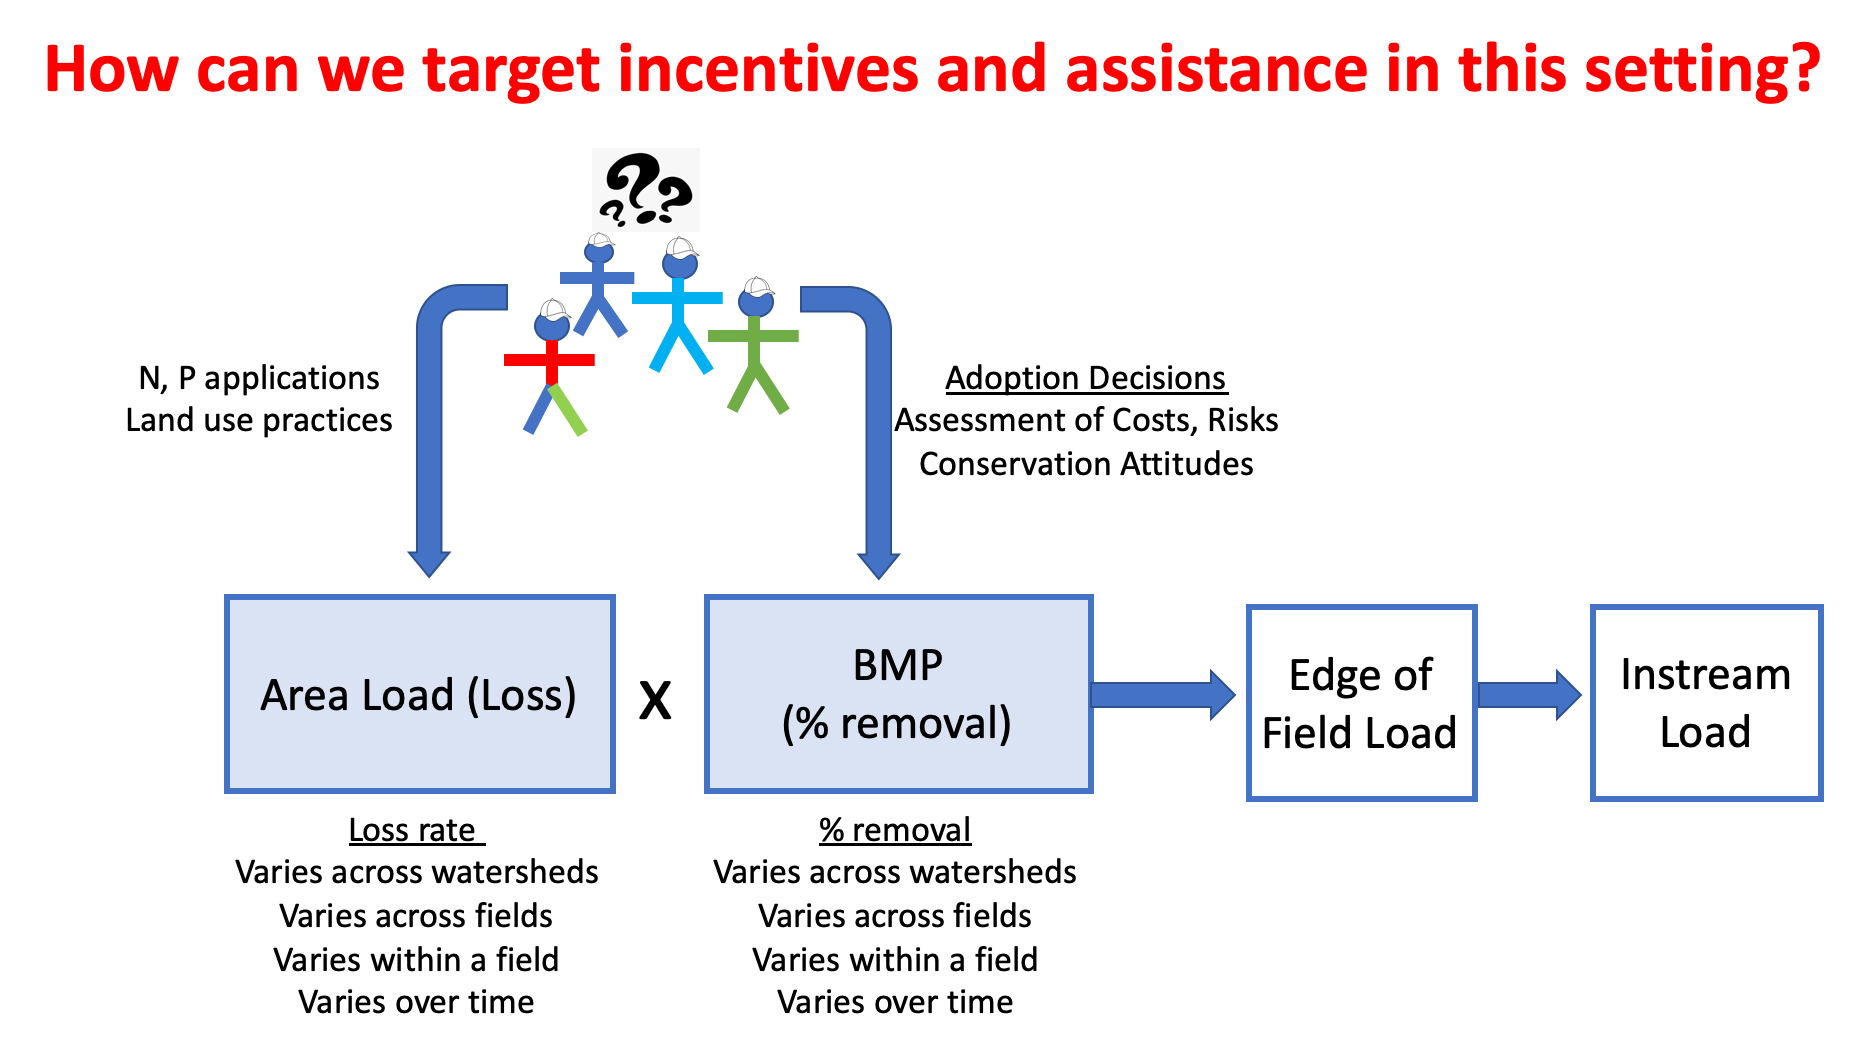 How can we target incentives and assistance in this setting?
???
N, P applications
Land use practices
Adoption Decisions
Assessment of Costs, Risks
Conservation Attitudes
Area Load (Loss)
X
BMP
(% removal)
Edge of
Field Load
Instream
Load
Loss rate
Varies across watersheds
Varies across fields
Varies within a field
Varies over time
% removal
Varies across watersheds
Varies across fields
Varies within a field
Varies over time